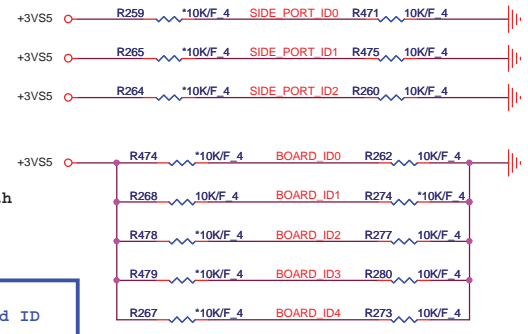 +3VS5 R259 *10K/F_4 SIDE_PORT_ID0 R471 10K/F_4
+3VS5 R265 *10K/F_4 SIDE_PORT_ID1 R475 10K/F_4
+3VS5 R264 *10K/F_4 SIDE_PORT_ID2 R260 10K/F_4
+3VS5 R474 *10K/F_4 BOARD_ID0 R262 10K/F_4
R268 10K/F_4 BOARD_ID1 R274 *10K/F_4
R478 *10K/F_4 BOARD_ID2 R277 10K/F_4
R479 *10K/F_4 BOARD_ID3 R280 10K/F_4
d ID
R267 *10K/F_4 BOARD_ID4 R273 10K/F_4